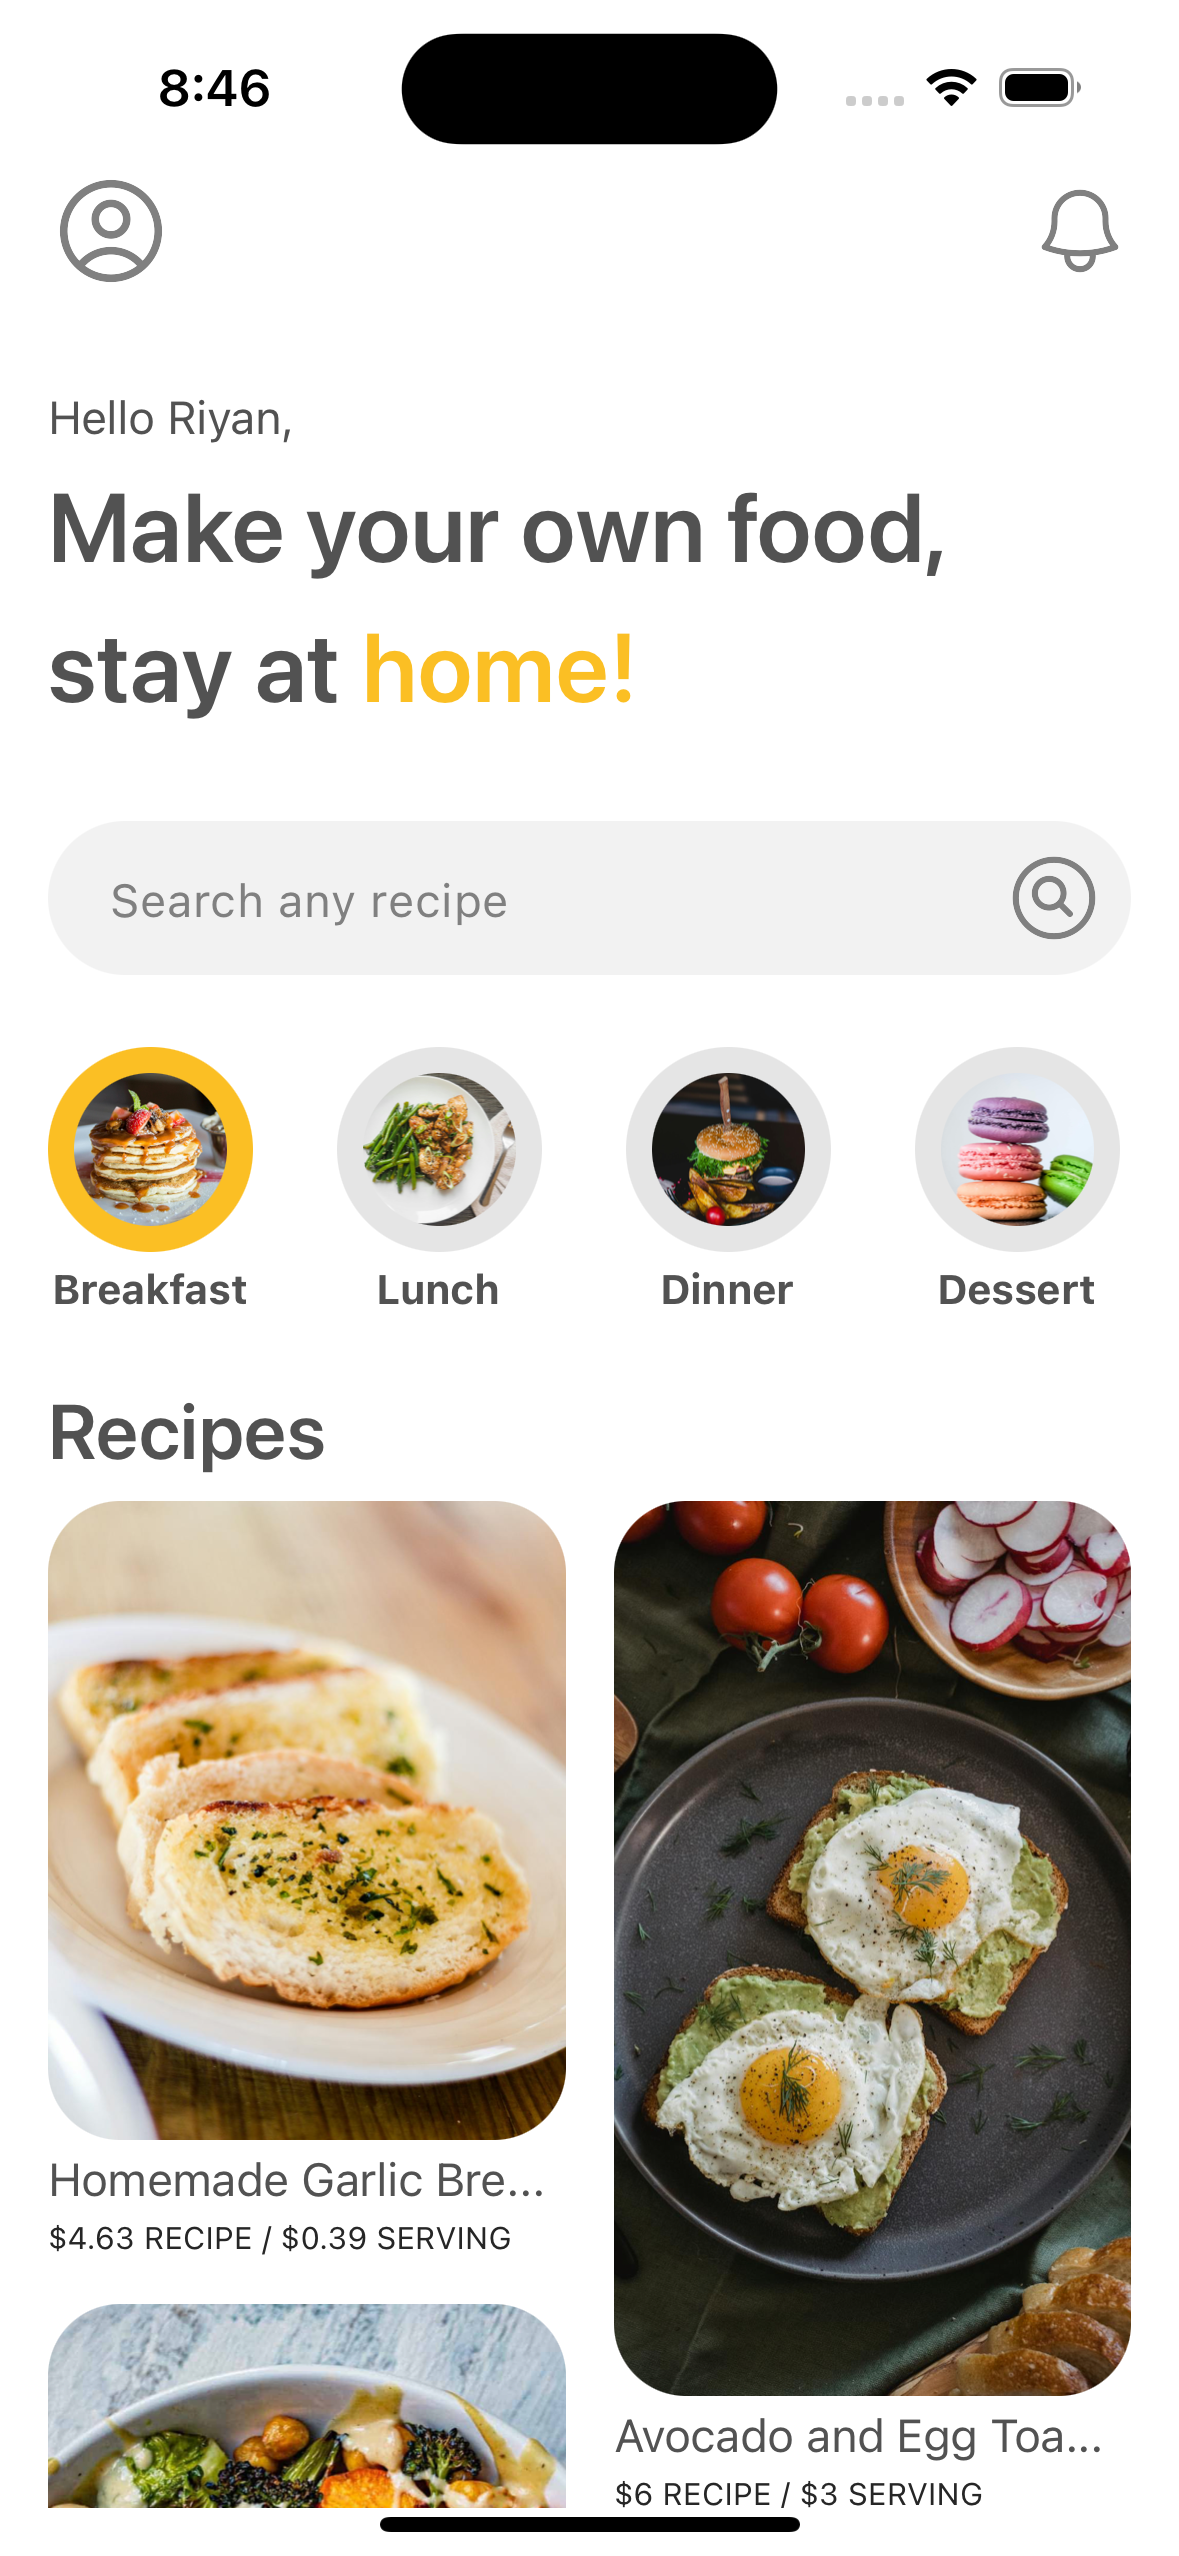 8:46
Hello Riyan,
Make your own food,
stay at home!
Search any recipe
Breakfast
Lunch
Dinner
Dessert
Recipes
Homemade Garlic Bre...
$4.63 RECIPE / $0.39 SERVING
Avocado and Egg Toa...
$6 RECIPE / $3 SERVING